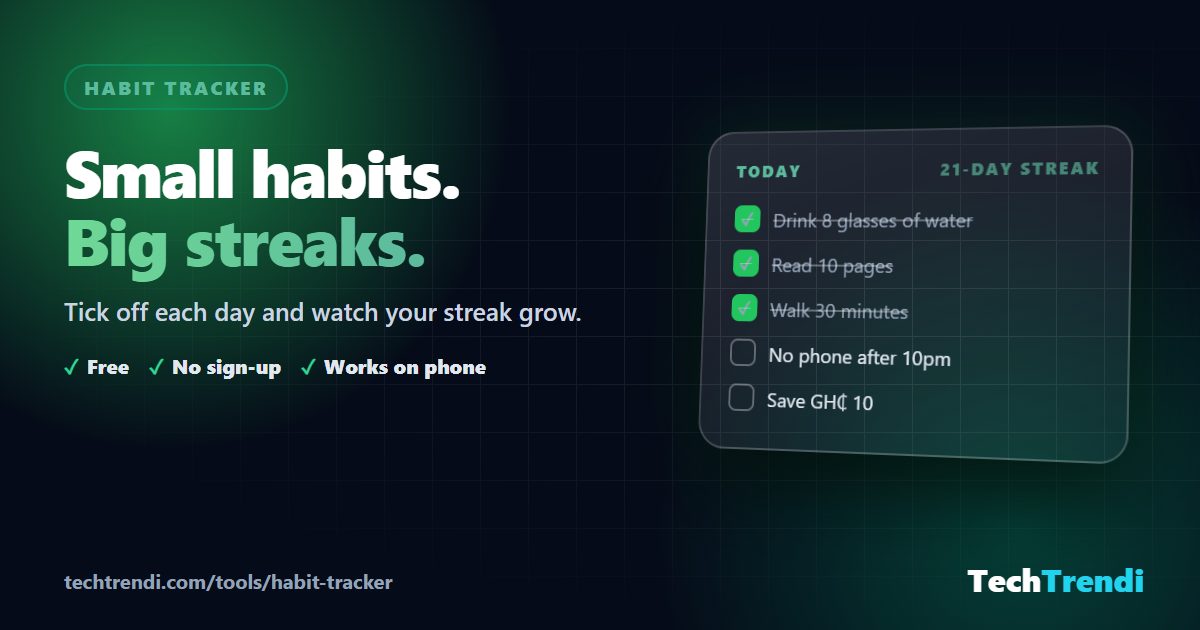 HABIT TRACKER
Small habits.
Big streaks.
Tick off each day and watch your streak grow.
✓ Free ✓ No sign-up ✓ Works on phone
TODAY 21-DAY STREAK
✓ Drink 8 glasses of water
✓ Read 10 pages
✓ Walk 30 minutes
No phone after 10pm
Save GH₵ 10
techtrendi.com/tools/habit-tracker
TechTrendi